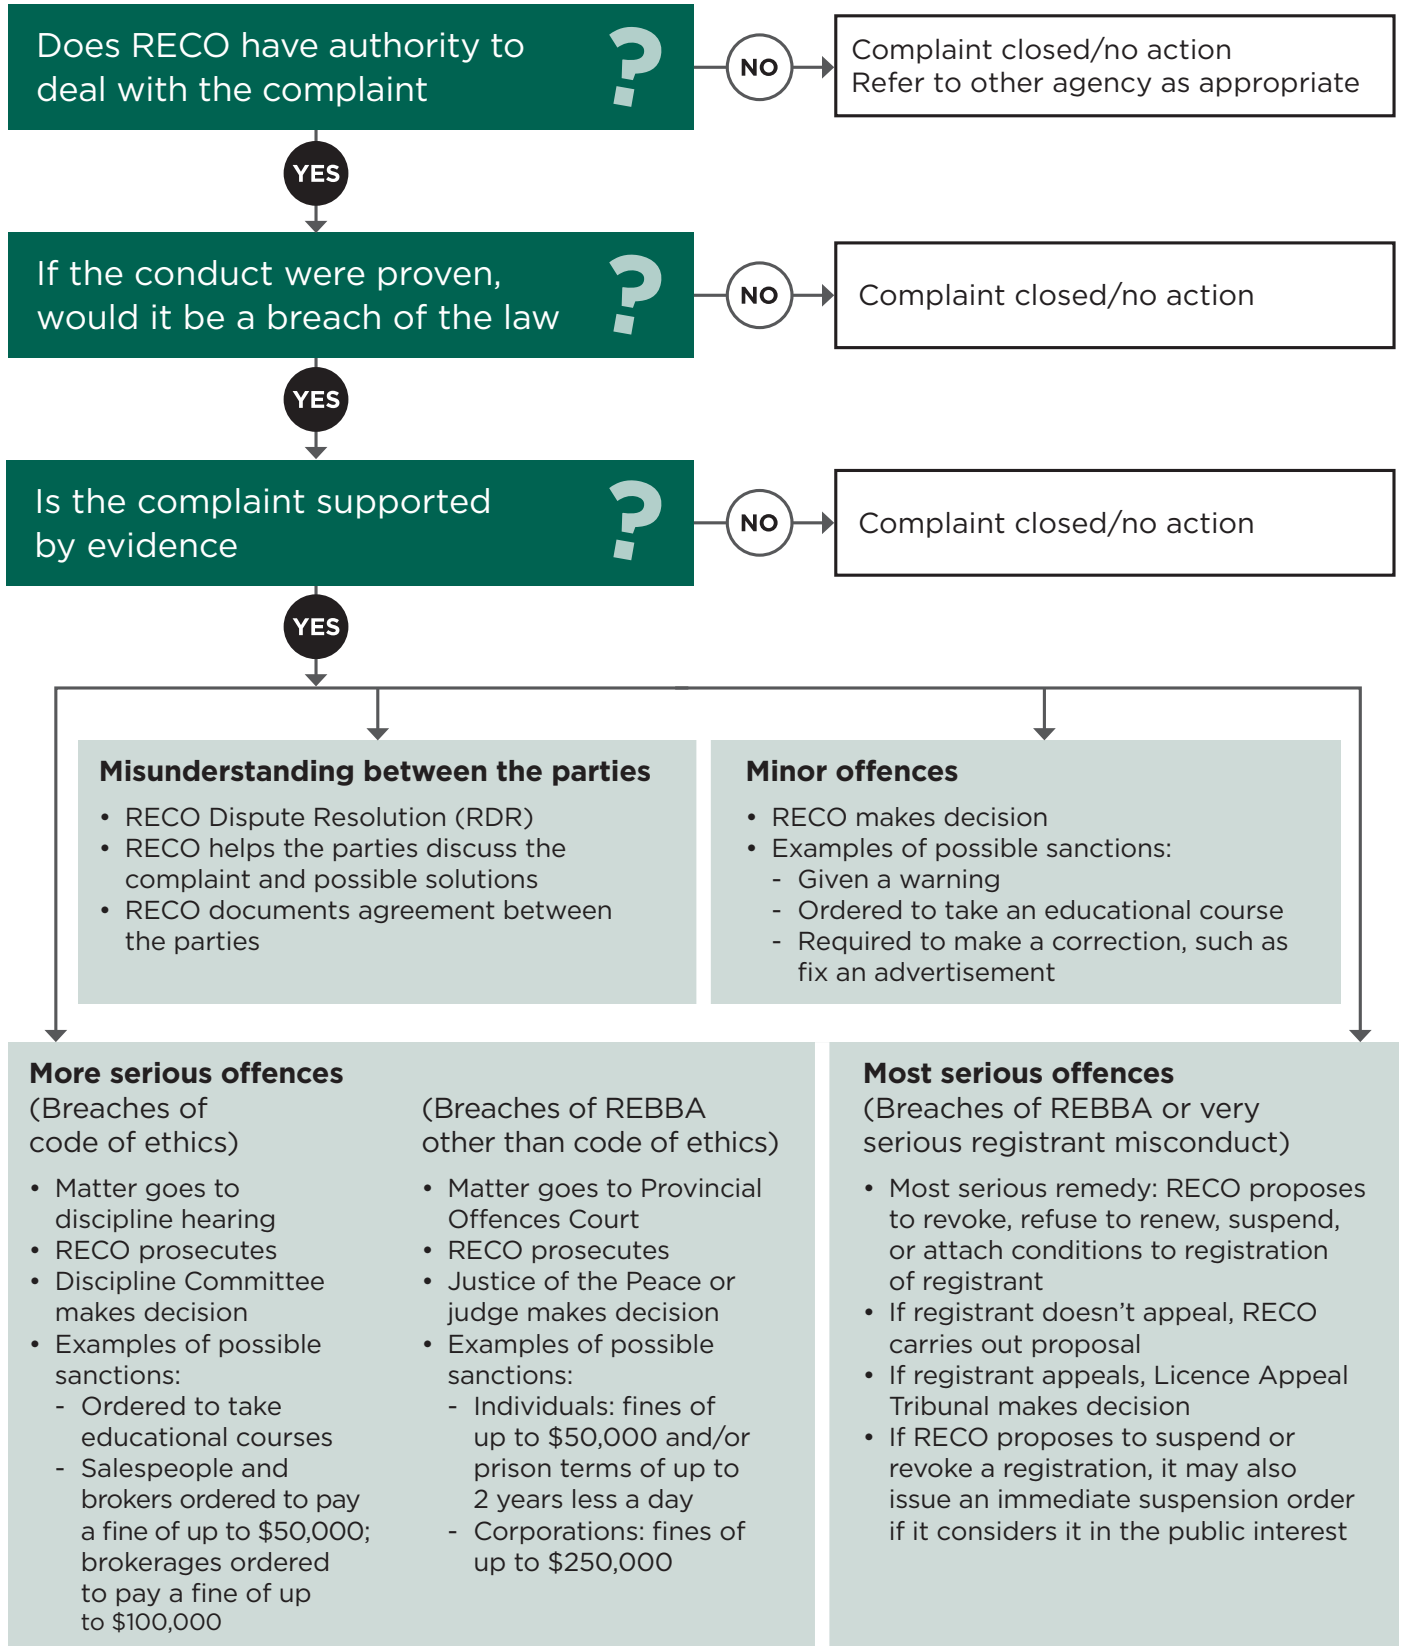 Does RECO have authority to
deal with the complaint
?
NO
Complaint closed/no action
Refer to other agency as appropriate
YES
If the conduct were proven,
would it be a breach of the law
?
NO
Complaint closed/no action
YES
Is the complaint supported
by evidence
?
NO
Complaint closed/no action
YES
Misunderstanding between the parties
• RECO Dispute Resolution (RDR)
• RECO helps the parties discuss the
complaint and possible solutions
• RECO documents agreement between
the parties
Minor offences
• RECO makes decision
• Examples of possible sanctions:
- Given a warning
- Ordered to take an educational course
- Required to make a correction, such as
fix an advertisement
More serious offences
(Breaches of
code of ethics)
• Matter goes to
discipline hearing
• RECO prosecutes
• Discipline Committee
makes decision
• Examples of possible
sanctions:
- Ordered to take
educational courses
- Salespeople and
brokers ordered to pay
a fine of up to $50,000;
brokerages ordered
to pay a fine of up
to $100,000
(Breaches of REBBA
other than code of ethics)
• Matter goes to Provincial
Offences Court
• RECO prosecutes
• Justice of the Peace or
judge makes decision
• Examples of possible
sanctions:
- Individuals: fines of
up to $50,000 and/or
prison terms of up to
2 years less a day
- Corporations: fines of
up to $250,000
Most serious offences
(Breaches of REBBA or very
serious registrant misconduct)
• Most serious remedy: RECO proposes
to revoke, refuse to renew, suspend,
or attach conditions to registration
of registrant
• If registrant doesn’t appeal, RECO
carries out proposal
• If registrant appeals, Licence Appeal
Tribunal makes decision
• If RECO proposes to suspend or
revoke a registration, it may also
issue an immediate suspension order
if it considers it in the public interest